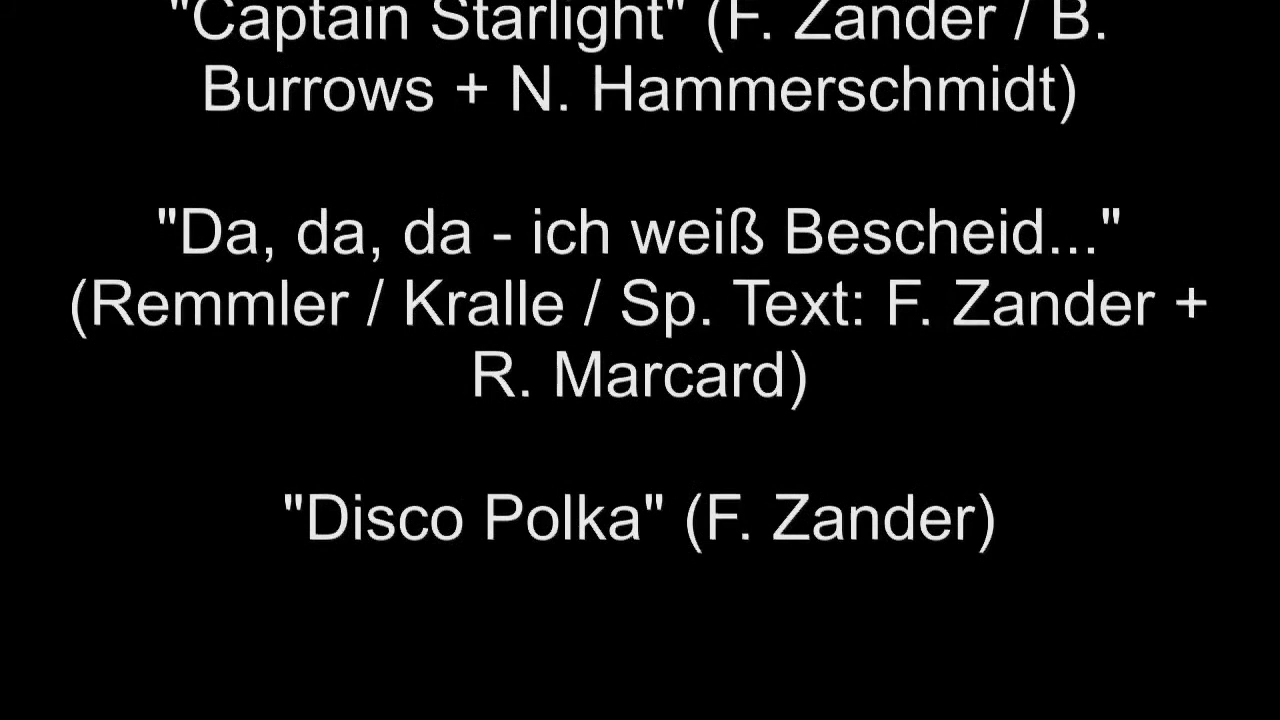 "Captain Starlight" (F. Zander / B.
Burrows + N. Hammerschmidt)
"Da, da, da - ich weiß Bescheid..."
(Remmler / Kralle / Sp. Text: F. Zander +
R. Marcard)
"Disco Polka" (F. Zander)